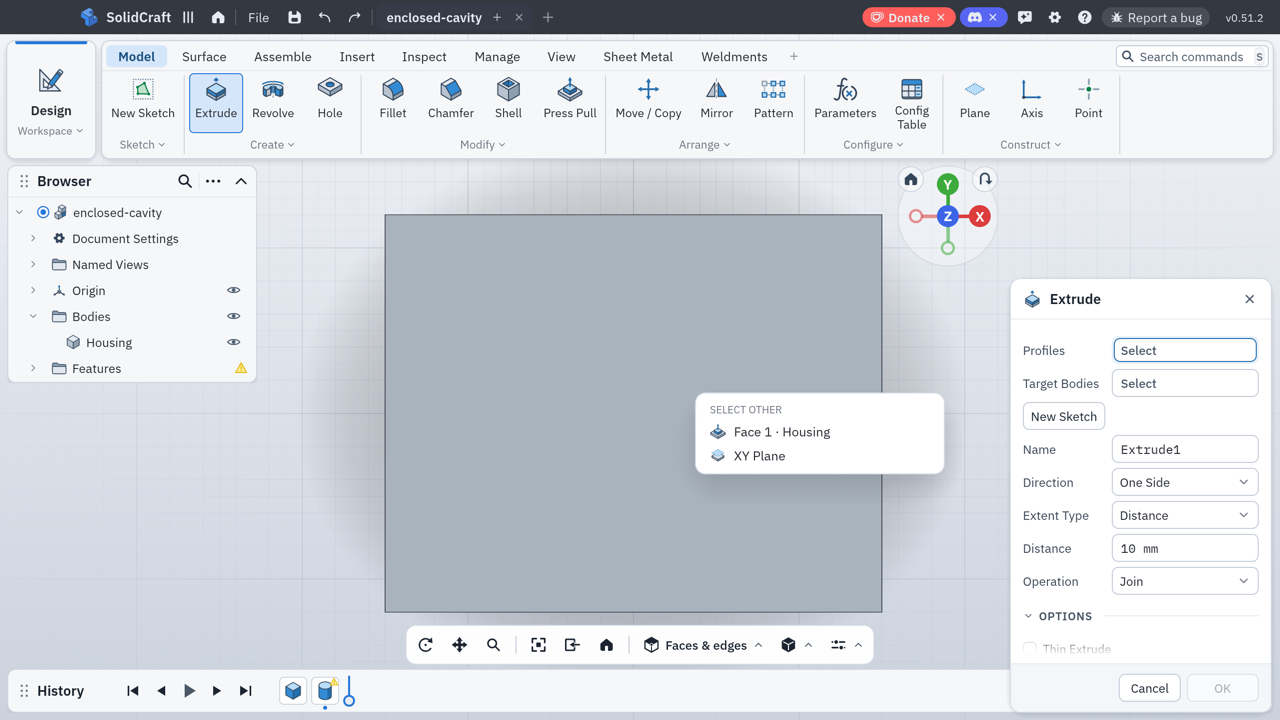 SolidCraft
File
enclosed-cavity
Donate
Report a bug
v0.51.2
Design
Workspace
Model
Surface
Assemble
Insert
Inspect
Manage
View
Sheet Metal
Weldments
Search commands
S
New Sketch
Extrude
Revolve
Hole
Fillet
Chamfer
Shell
Press Pull
Move / Copy
Mirror
Pattern
Parameters
Config
Table
Plane
Axis
Point
Sketch
Create
Modify
Arrange
Configure
Construct
Browser
enclosed-cavity
Document Settings
Named Views
Origin
Bodies
Housing
Features
Y
Z
X
SELECT OTHER
Face 1 · Housing
XY Plane
Extrude
Profiles
Select
Target Bodies
Select
New Sketch
Name
Extrude1
Direction
One Side
Extent Type
Distance
Distance
10 mm
Operation
Join
OPTIONS
Thin Extrude
Cancel
OK
Faces & edges
History